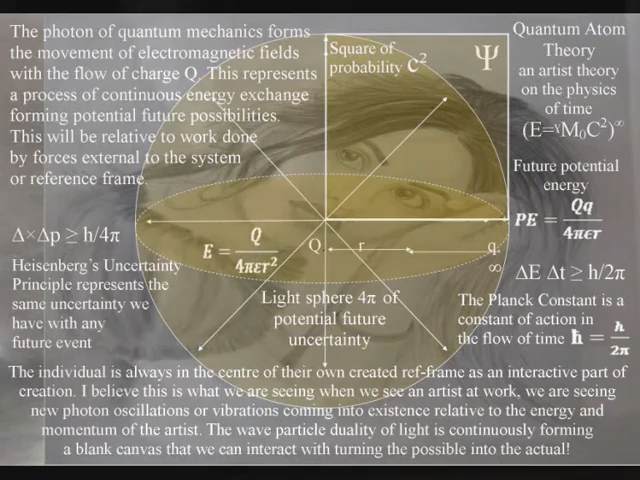 The photon of quantum mechanics forms
the movement of electromagnetic fields
with the flow of charge Q. This represents
a process of continuous energy exchange
forming potential future possibilities.
This will be relative to work done
by forces external to the system
or reference frame.
Square of
probability c²
Ψ
Quantum Atom
Theory
an artist theory
on the physics
of time
(E=ᵞM₀C²)∞
Future potential
energy
PE = Qq / 4πεr
Δ×Δp ≥ h/4π
E = Q / 4πεr²
Q
r
q.
∞
ΔE Δt ≥ h/2π
Heisenberg's Uncertainty
Principle represents the
same uncertainty we
have with any
future event
Light sphere 4π of
potential future
uncertainty
The Planck Constant is a
constant of action in
the flow of time ħ = h / 2π
The individual is always in the centre of their own created ref-frame as an interactive part of
creation. I believe this is what we are seeing when we see an artist at work, we are seeing
new photon oscillations or vibrations coming into existence relative to the energy and
momentum of the artist. The wave particle duality of light is continuously forming
a blank canvas that we can interact with turning the possible into the actual!